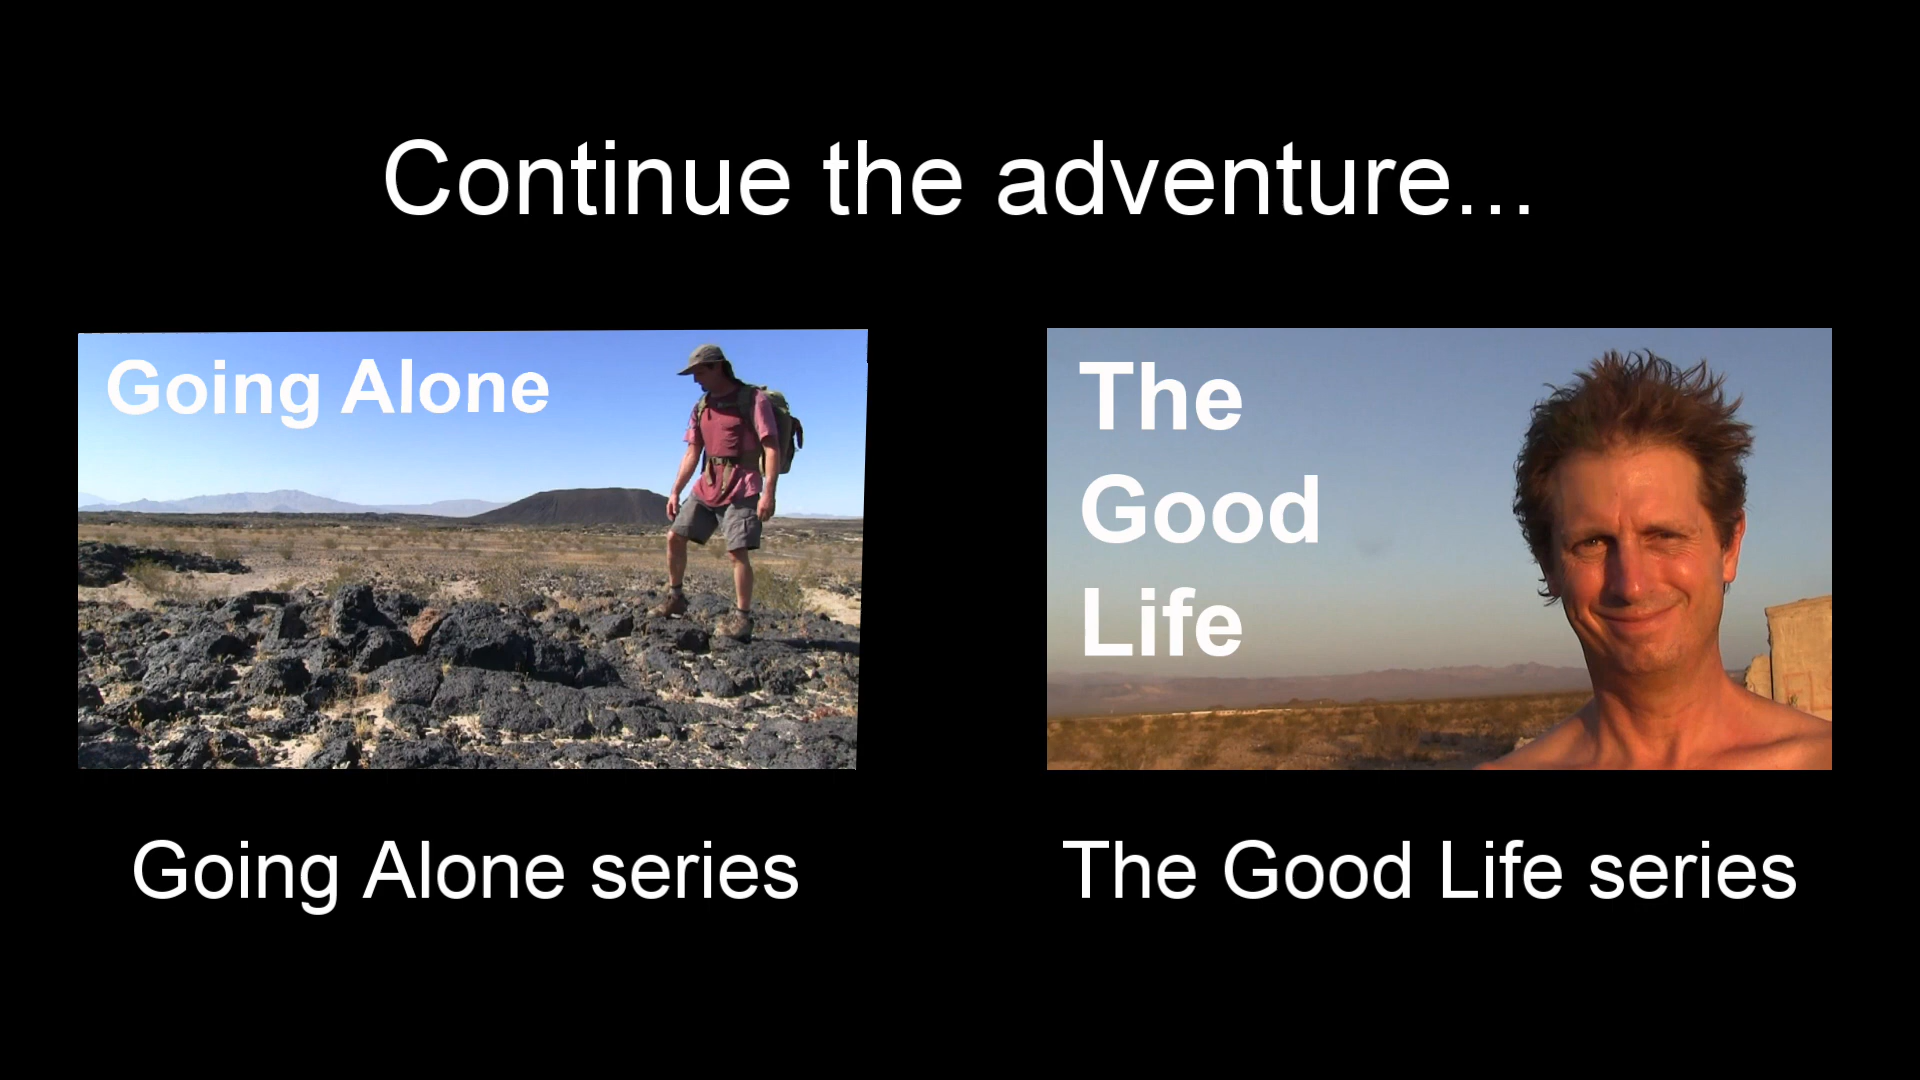 Continue the adventure...
Going Alone
The
Good
Life
Going Alone series
The Good Life series